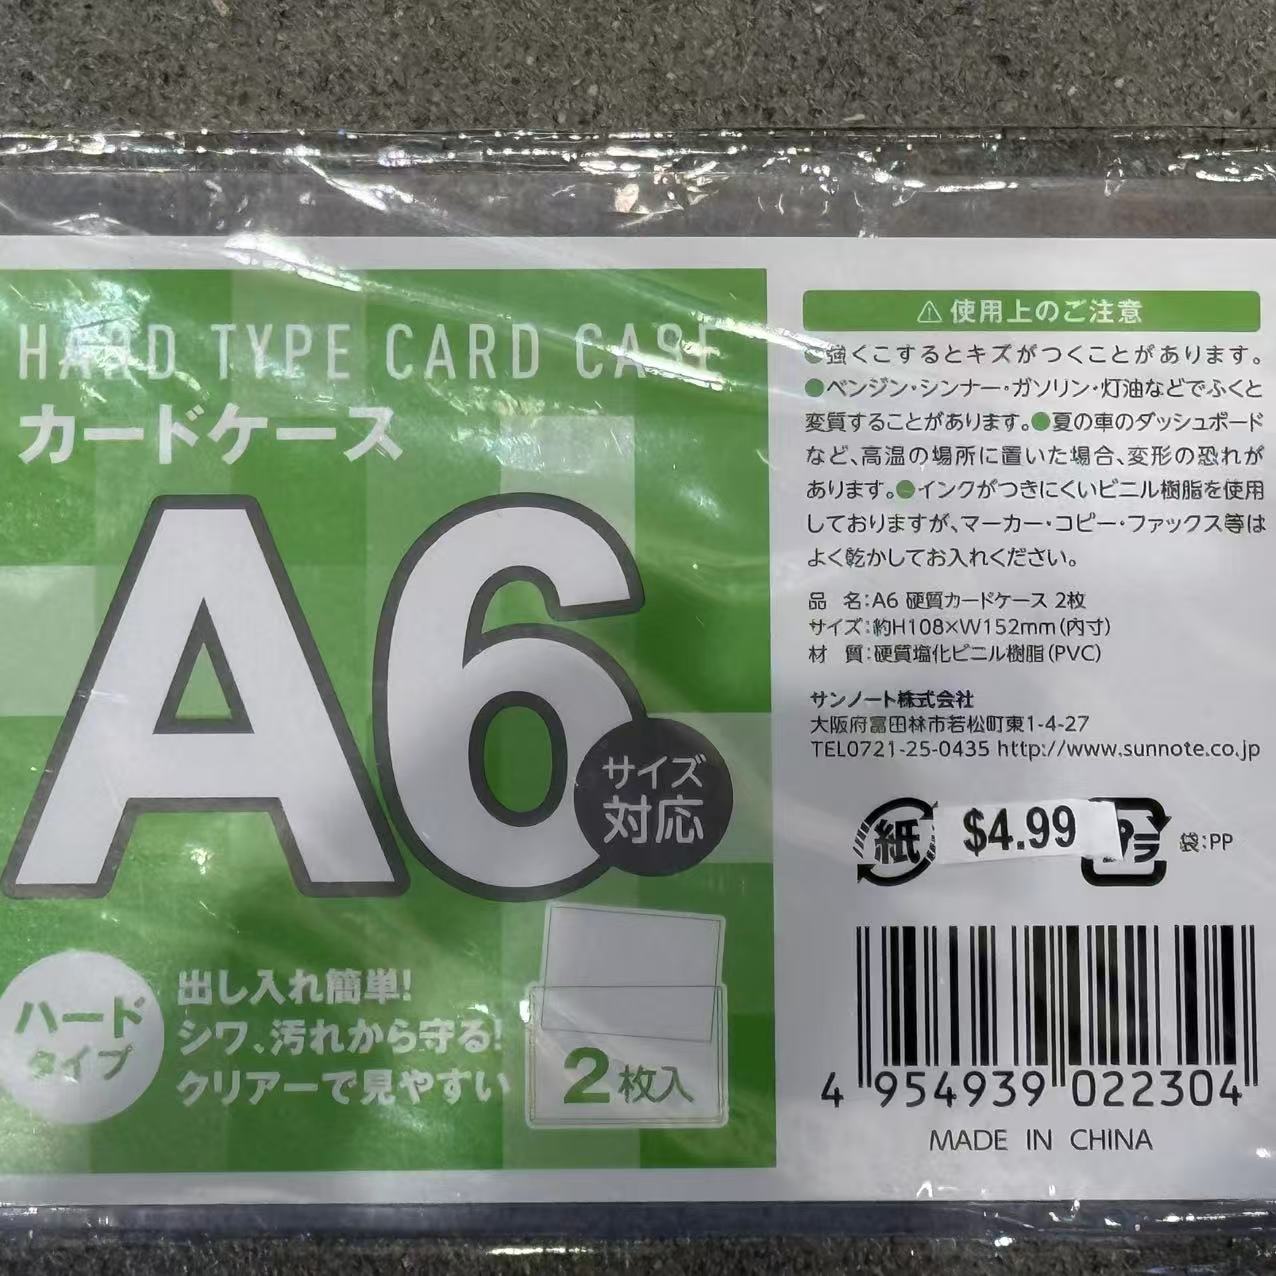 HARD TYPE CARD CASE
カードケース
A6
サイズ
対応
ハード
タイプ
出し入れ簡単!
シワ、汚れから守る!
クリアーで見やすい
2枚入
⚠使用上のご注意
●強くこするとキズがつくことがあります。
●ベンジン・シンナー・ガソリン・灯油などでふくと
変質することがあります。●夏の車のダッシュボード
など、高温の場所に置いた場合、変形の恐れが
あります。●インクがつきにくいビニル樹脂を使用
しておりますが、マーカー・コピー・ファックス等は
よく乾かしてお入れください。
品 名:A6 硬質カードケース 2枚
サイズ:約H108×W152mm(内寸)
材 質:硬質塩化ビニル樹脂(PVC)
サンノート株式会社
大阪府富田林市若松町東1-4-27
TEL0721-25-0435 http://www.sunnote.co.jp
紙
$4.99
プラ
袋:PP
4 954939 022304
MADE IN CHINA